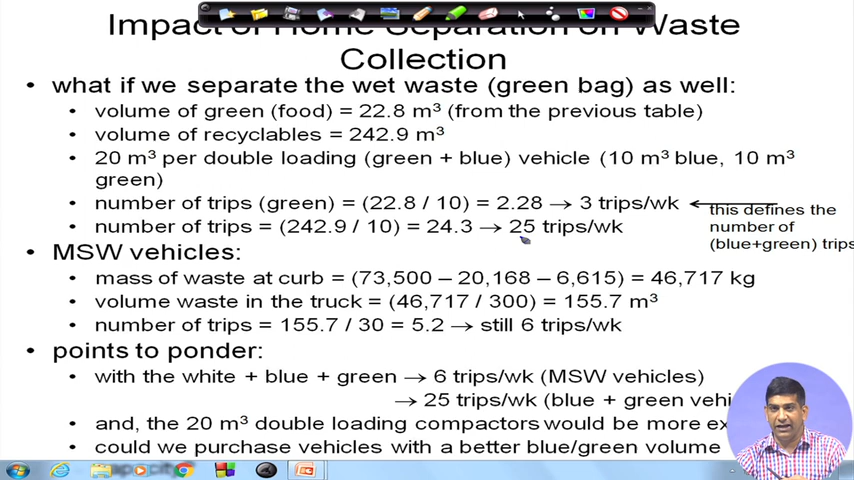 Impact of Home Separation on Waste
Collection
• what if we separate the wet waste (green bag) as well:
• volume of green (food) = 22.8 m³ (from the previous table)
• volume of recyclables = 242.9 m³
• 20 m³ per double loading (green + blue) vehicle (10 m³ blue, 10 m³
green)
• number of trips (green) = (22.8 / 10) = 2.28 → 3 trips/wk
• number of trips = (242.9 / 10) = 24.3 → 25 trips/wk
this defines the
number of
(blue+green) trips
• MSW vehicles:
• mass of waste at curb = (73,500 – 20,168 – 6,615) = 46,717 kg
• volume waste in the truck = (46,717 / 300) = 155.7 m³
• number of trips = 155.7 / 30 = 5.2 → still 6 trips/wk
• points to ponder:
• with the white + blue + green → 6 trips/wk (MSW vehicles)
→ 25 trips/wk (blue + green vehi
• and, the 20 m³ double loading compactors would be more ex
• could we purchase vehicles with a better blue/green volume
capacity